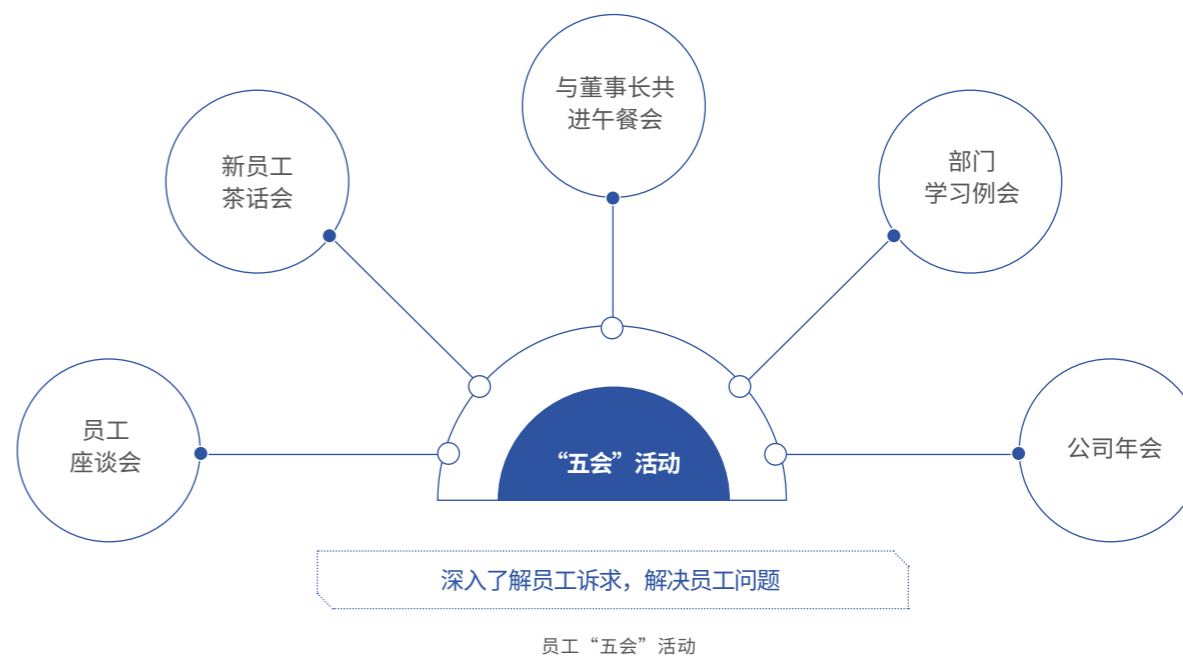 与董事长共
进午餐会
新员工
茶话会
部门
学习例会
员工
座谈会
公司年会
“五会”活动
深入了解员工诉求，解决员工问题
员工“五会”活动